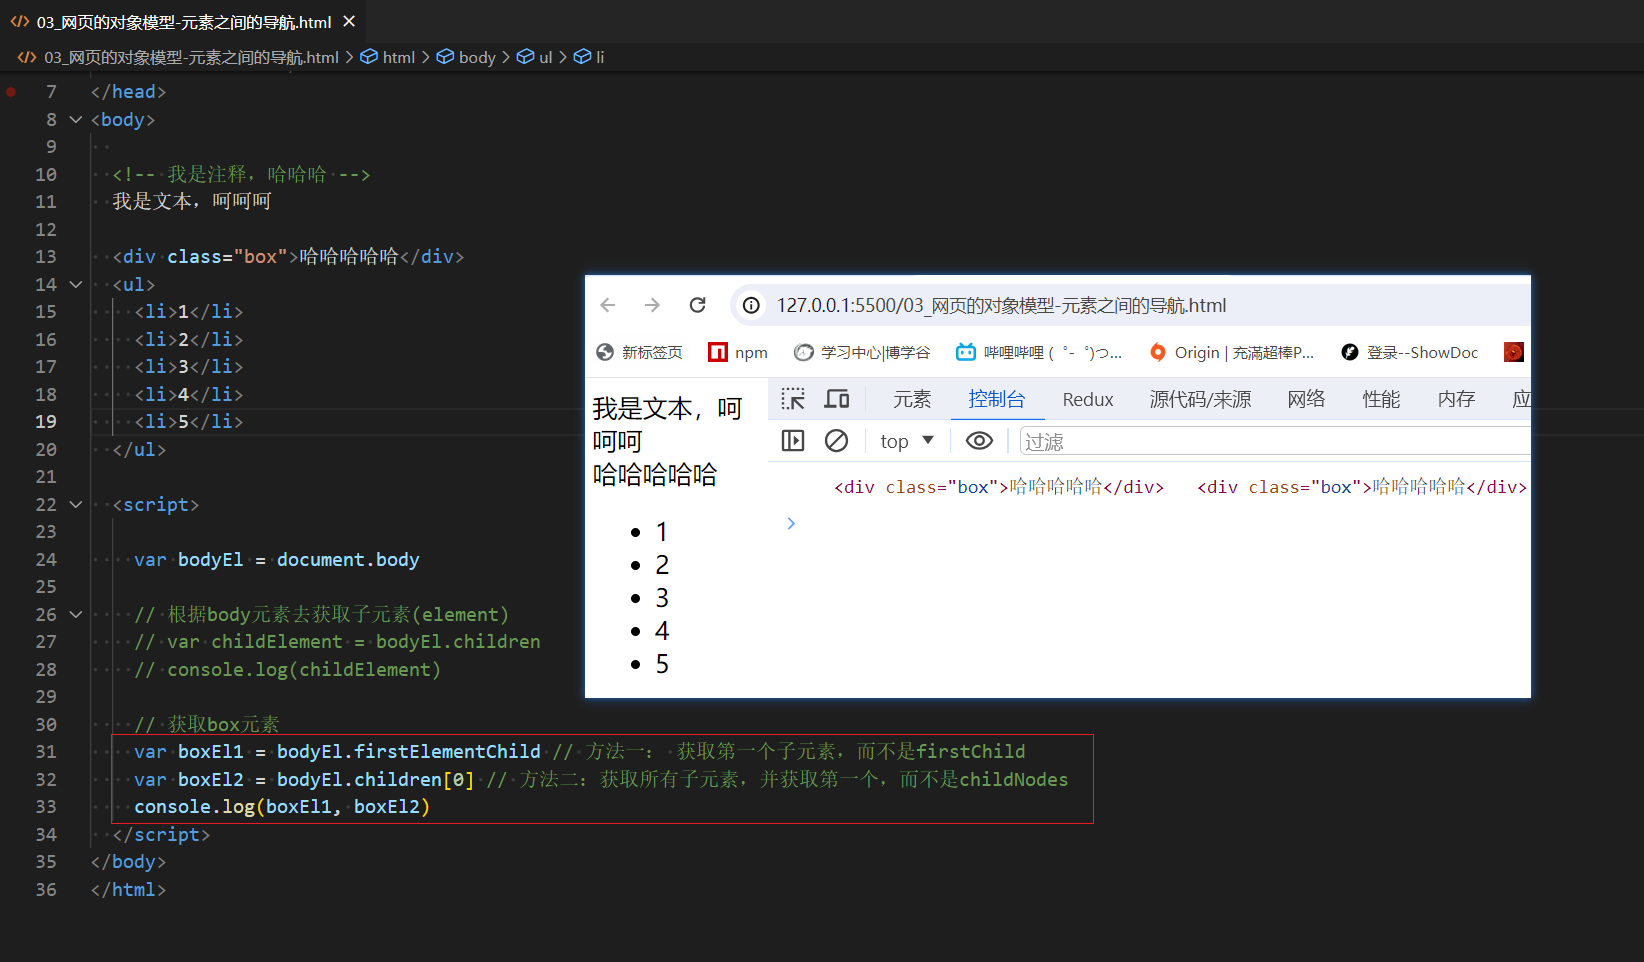 03_网页的对象模型-元素之间的导航.html
03_网页的对象模型-元素之间的导航.html > html > body > ul > li
7 </head>
8 <body>
9
10 <!-- 我是注释，哈哈哈 -->
11 我是文本，呵呵呵
12
13 <div class="box">哈哈哈哈哈</div>
14 <ul>
15 <li>1</li>
16 <li>2</li>
17 <li>3</li>
18 <li>4</li>
19 <li>5</li>
20 </ul>
21
22 <script>
23
24 var bodyEl = document.body
25
26 // 根据body元素去获取子元素(element)
27 // var childElement = bodyEl.children
28 // console.log(childElement)
29
30 // 获取box元素
31 var boxEl1 = bodyEl.firstElementChild // 方法一： 获取第一个子元素，而不是firstChild
32 var boxEl2 = bodyEl.children[0] // 方法二：获取所有子元素，并获取第一个，而不是childNodes
33 console.log(boxEl1, boxEl2)
34 </script>
35 </body>
36 </html>
127.0.0.1:5500/03_网页的对象模型-元素之间的导航.html
新标签页 npm 学习中心|博学谷 哔哩哔哩 (゜-゜)つ... Origin | 充满超棒P... 登录--ShowDoc
元素 控制台 Redux 源代码/来源 网络 性能 内存 应
top 过滤
<div class="box">哈哈哈哈哈</div> <div class="box">哈哈哈哈哈</div>
我是文本，呵
呵呵
哈哈哈哈哈
1
2
3
4
5